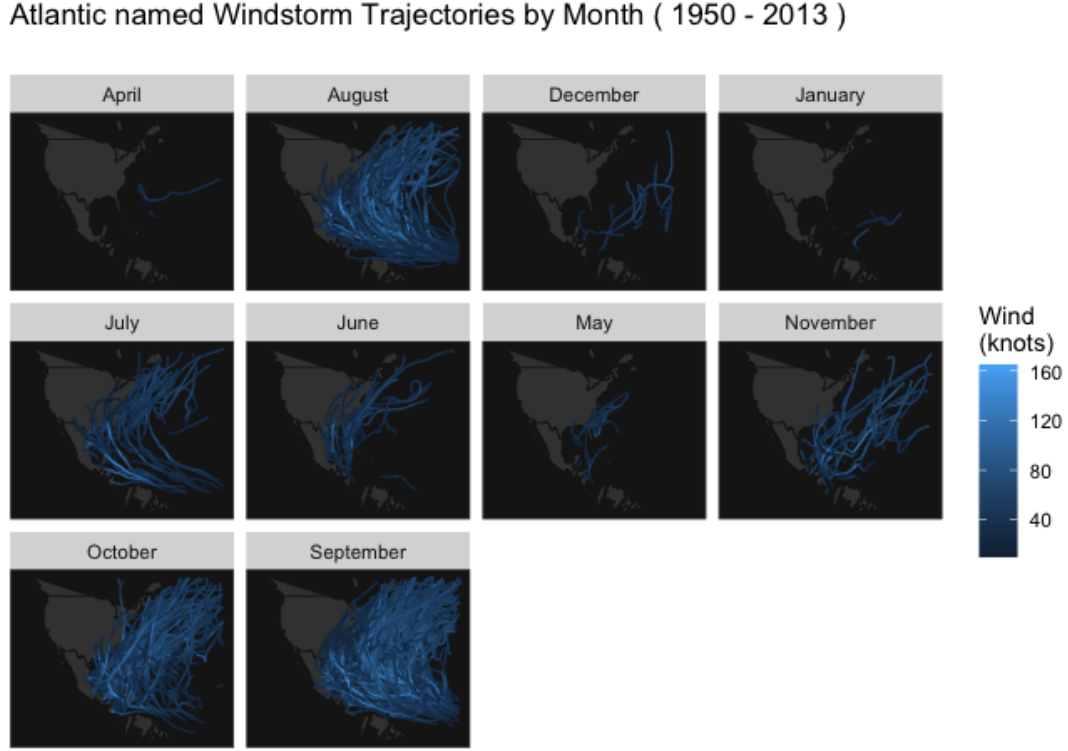 Atlantic named Windstorm Trajectories by Month ( 1950 - 2013 )
April
August
December
January
July
June
May
November
October
September
Wind
(knots)
160
120
80
40